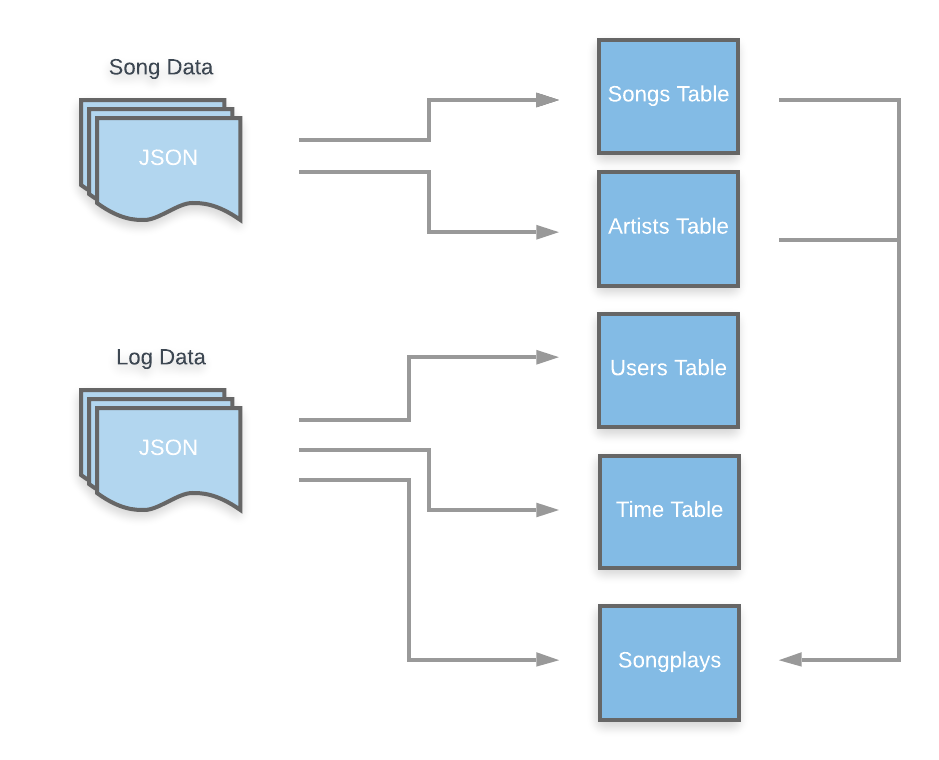 Song Data
JSON
Songs Table
Artists Table
Log Data
JSON
Users Table
Time Table
Songplays